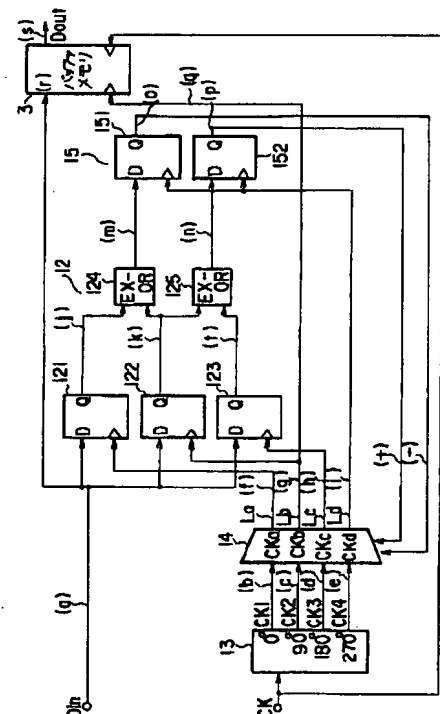 (s) Dout
3
(r)
バッファ
メモリ
(q)
151
(o)
D Q
15
(p)
D Q
152
(m)
(n)
12
124
EX-
OR
125
EX-
OR
(j)
(k)
121
D Q
122
D Q
123
D Q
(a)
(f)
(g)
(h)
La
Lb
Lc
Ld
(+)
(-)
14
CKa
CKb
CKc
CKd
(b)
(c)
(d)
(e)
CK1
CK2
CK3
CK4
13
0
90
180
270
CK